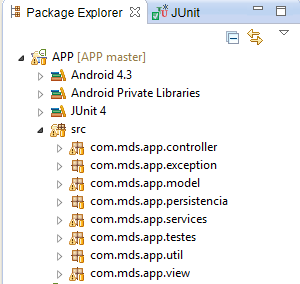 Package Explorer JUnit
APP [APP master]
Android 4.3
Android Private Libraries
JUnit 4
src
com.mds.app.controller
com.mds.app.exception
com.mds.app.model
com.mds.app.persistencia
com.mds.app.services
com.mds.app.testes
com.mds.app.util
com.mds.app.view